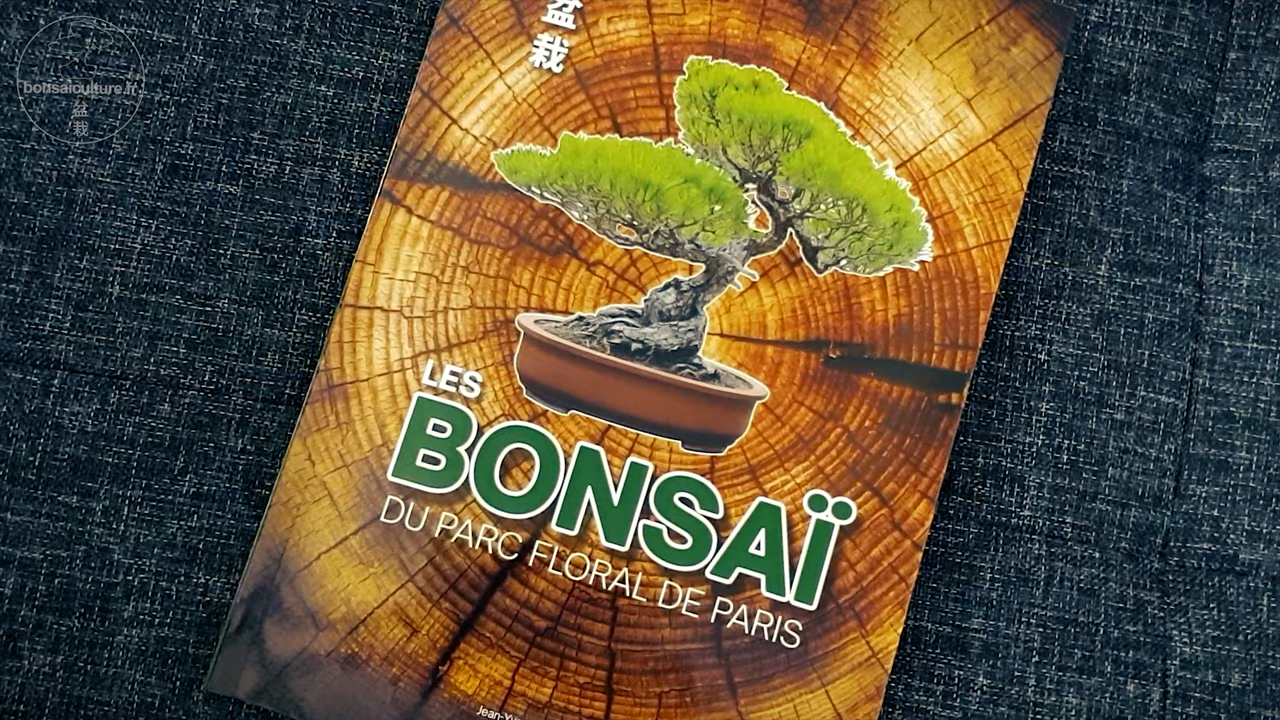 bonsaiculture.fr
盆栽
盆栽
LES
BONSAÏ
DU PARC FLORAL DE PARIS